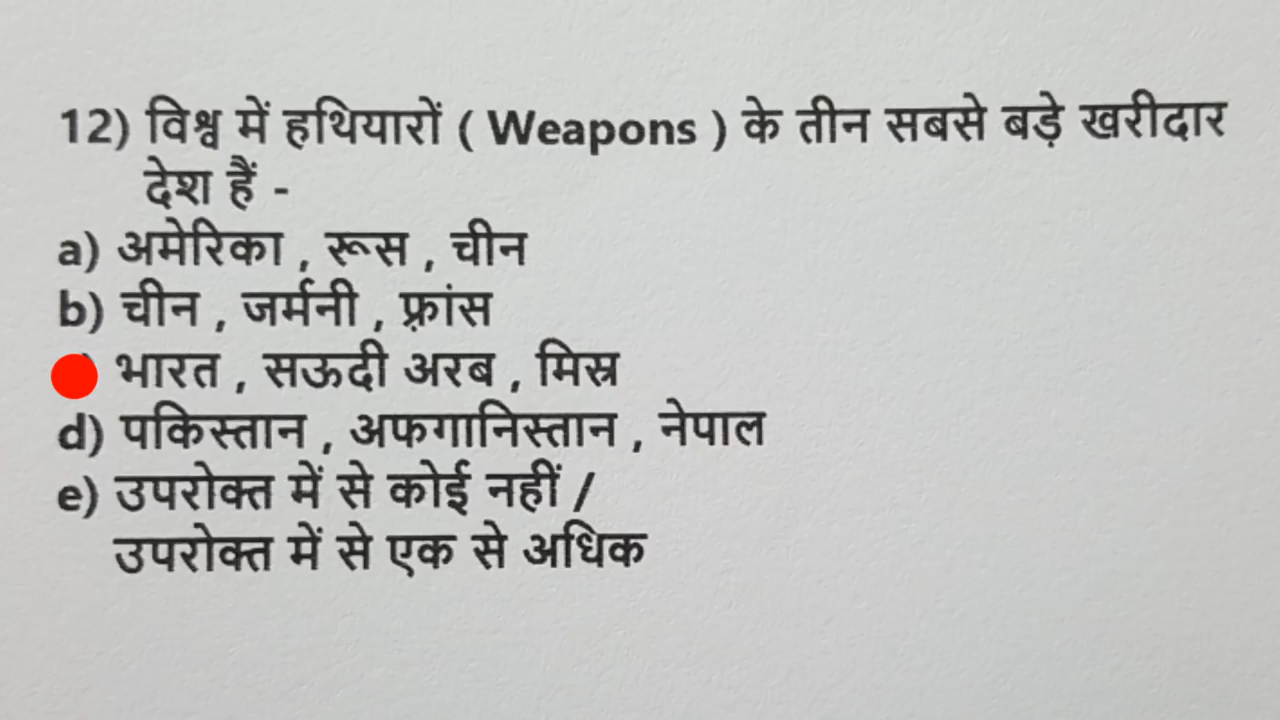 12) विश्व में हथियारों ( Weapons ) के तीन सबसे बड़े खरीदार
देश हैं -
a) अमेरिका , रूस , चीन
b) चीन , जर्मनी , फ़्रांस
) भारत , सऊदी अरब , मिस्र
d) पकिस्तान , अफगानिस्तान , नेपाल
e) उपरोक्त में से कोई नहीं /
उपरोक्त में से एक से अधिक